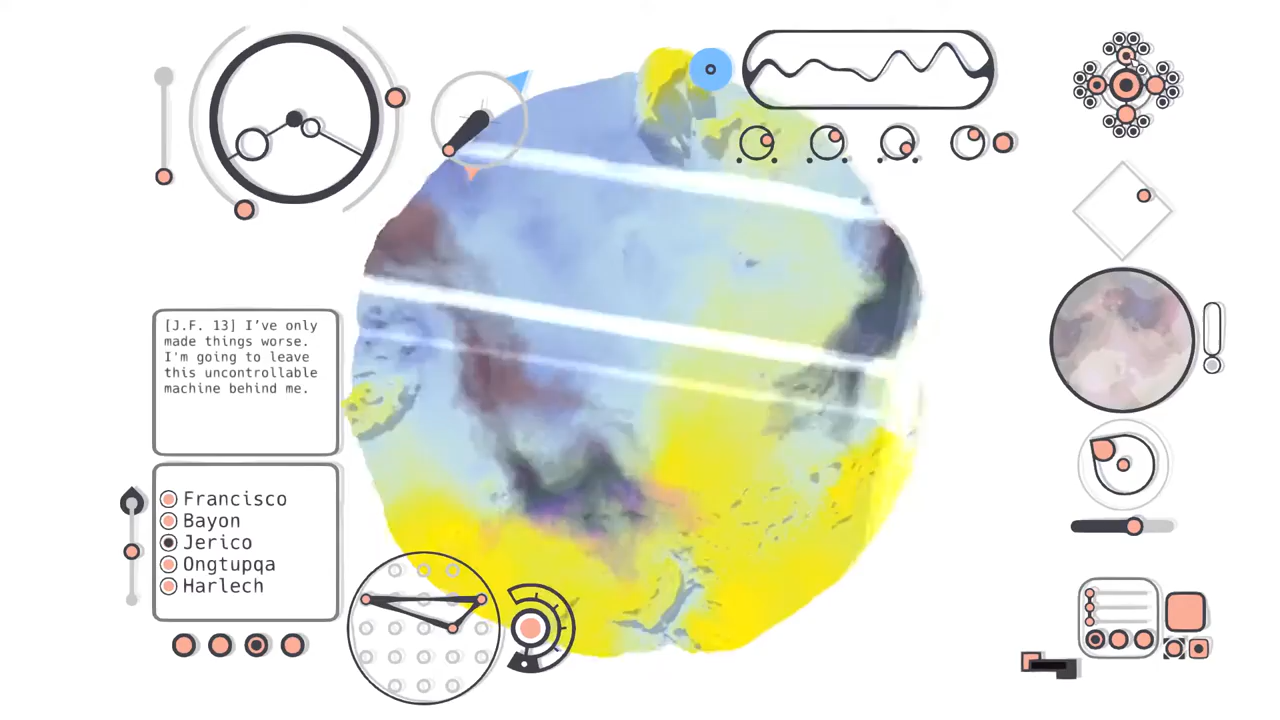 [J.F. 13] I've only
made things worse.
I'm going to leave
this uncontrollable
machine behind me.
Francisco
Bayon
Jerico
Ongtupqa
Harlech